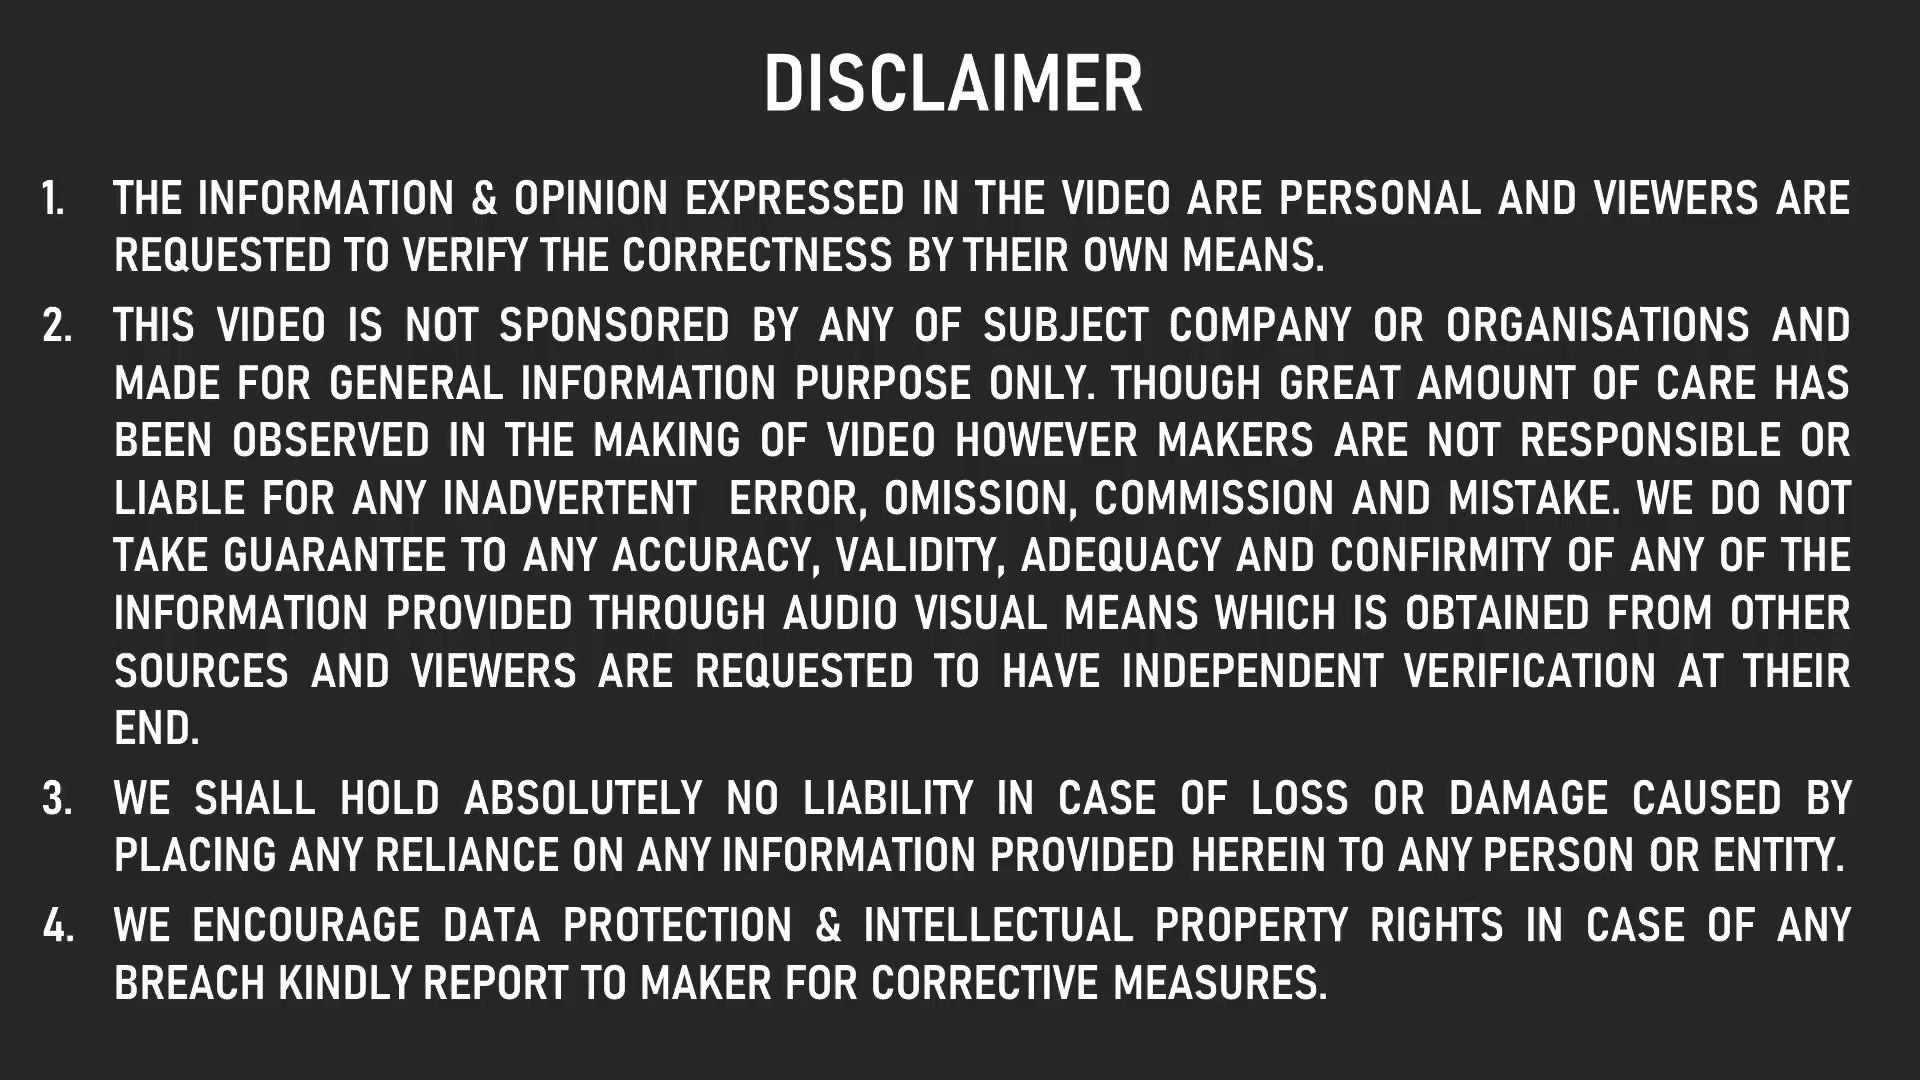 DISCLAIMER
1. THE INFORMATION & OPINION EXPRESSED IN THE VIDEO ARE PERSONAL AND VIEWERS ARE
REQUESTED TO VERIFY THE CORRECTNESS BY THEIR OWN MEANS.
2. THIS VIDEO IS NOT SPONSORED BY ANY OF SUBJECT COMPANY OR ORGANISATIONS AND
MADE FOR GENERAL INFORMATION PURPOSE ONLY. THOUGH GREAT AMOUNT OF CARE HAS
BEEN OBSERVED IN THE MAKING OF VIDEO HOWEVER MAKERS ARE NOT RESPONSIBLE OR
LIABLE FOR ANY INADVERTENT ERROR, OMISSION, COMMISSION AND MISTAKE. WE DO NOT
TAKE GUARANTEE TO ANY ACCURACY, VALIDITY, ADEQUACY AND CONFIRMITY OF ANY OF THE
INFORMATION PROVIDED THROUGH AUDIO VISUAL MEANS WHICH IS OBTAINED FROM OTHER
SOURCES AND VIEWERS ARE REQUESTED TO HAVE INDEPENDENT VERIFICATION AT THEIR
END.
3. WE SHALL HOLD ABSOLUTELY NO LIABILITY IN CASE OF LOSS OR DAMAGE CAUSED BY
PLACING ANY RELIANCE ON ANY INFORMATION PROVIDED HEREIN TO ANY PERSON OR ENTITY.
4. WE ENCOURAGE DATA PROTECTION & INTELLECTUAL PROPERTY RIGHTS IN CASE OF ANY
BREACH KINDLY REPORT TO MAKER FOR CORRECTIVE MEASURES.